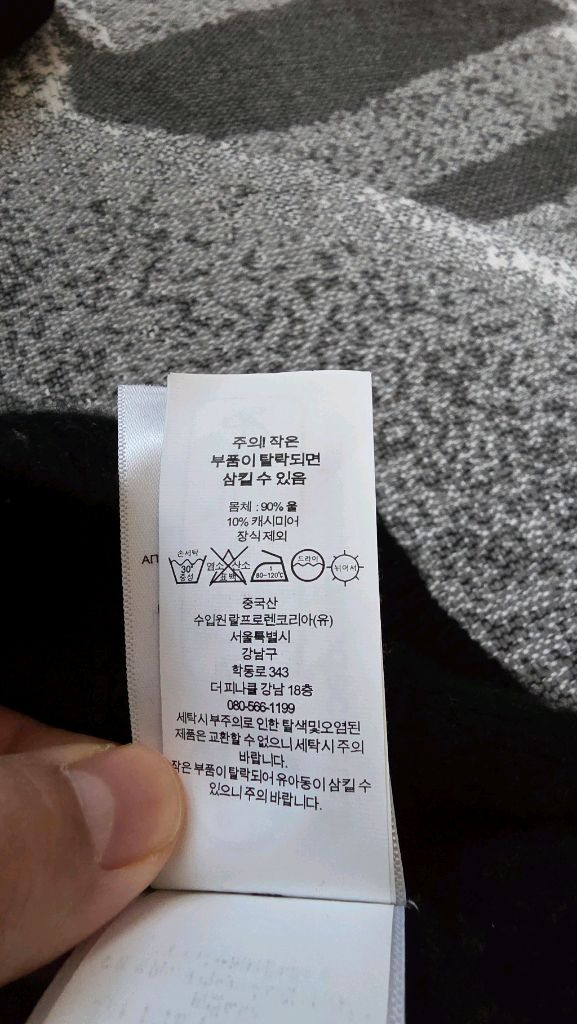 주의! 작은
부품이 탈락되면
삼킬 수 있음
몸체 : 90% 울
10% 캐시미어
장식 제외
손세탁 30° 중성
염소 산소 표백
1 80~120℃
드라이
뉘어서
АП
중국산
수입원 랄프로렌코리아(유)
서울특별시
강남구
학동로 343
더 피나클 강남 18층
080-566-1199
세탁시 부주의로 인한 탈색및오염된
제품은 교환할 수 없으니 세탁시 주의
바랍니다.
작은 부품이 탈락되어 유아동이 삼킬 수
있으니 주의 바랍니다.